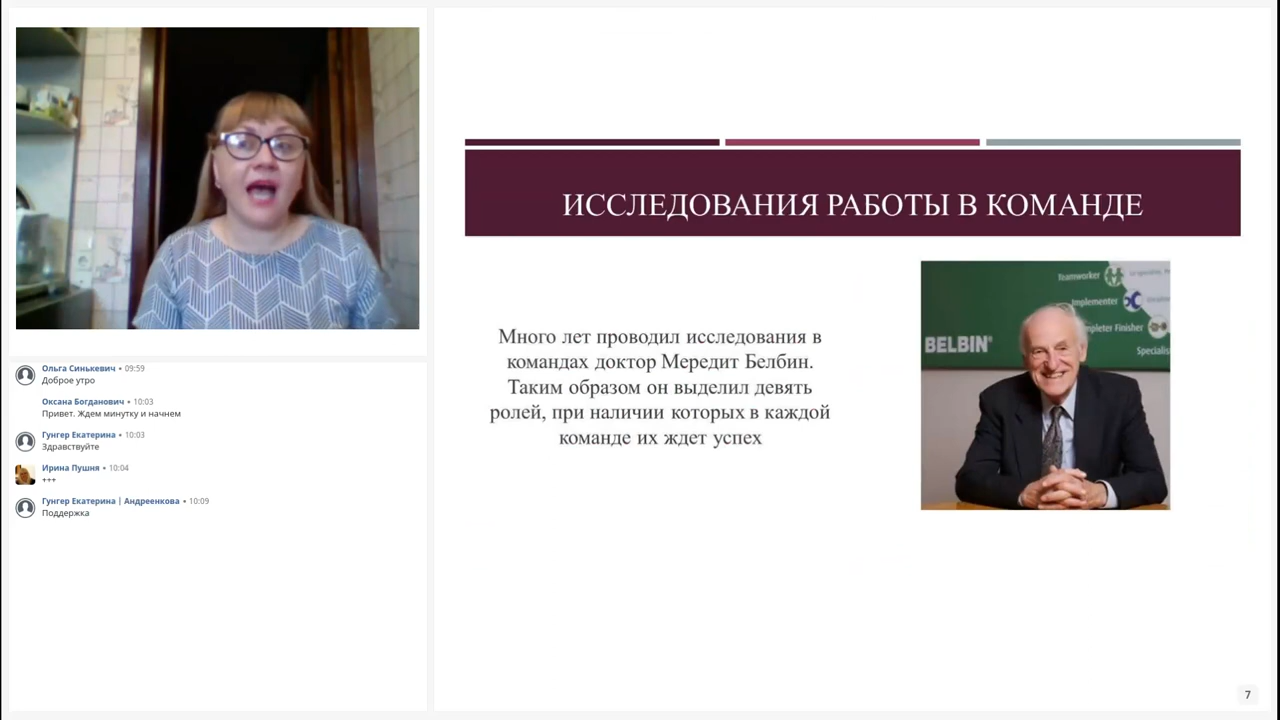 Ольга Синькевич • 09:59
Доброе утро
Оксана Богданович • 10:03
Привет. Ждем минутку и начнем
Гунгер Екатерина • 10:03
Здравствуйте
Ирина Пушня • 10:04
+++
Гунгер Екатерина | Андреенкова • 10:09
Поддержка
ИССЛЕДОВАНИЯ РАБОТЫ В КОМАНДЕ
Много лет проводил исследования в
командах доктор Мередит Белбин.
Таким образом он выделил девять
ролей, при наличии которых в каждой
команде их ждет успех
Teamworker
Implementer
mpleter Finisher
BELBIN®
Specialis
7